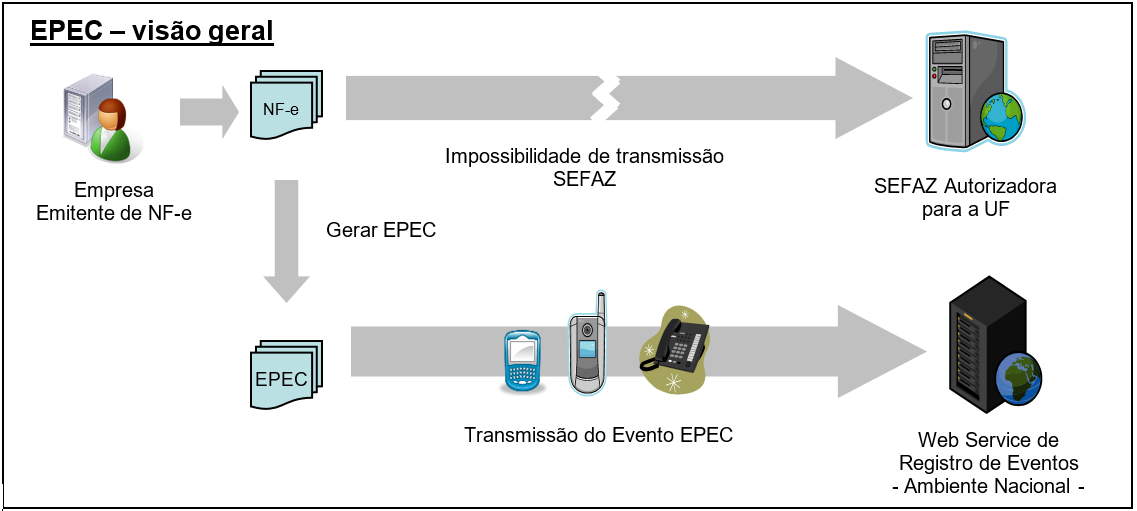 EPEC – visão geral
NF-e
Impossibilidade de transmissão
SEFAZ
Empresa
Emitente de NF-e
SEFAZ Autorizadora
para a UF
Gerar EPEC
EPEC
Transmissão do Evento EPEC
Web Service de
Registro de Eventos
- Ambiente Nacional -